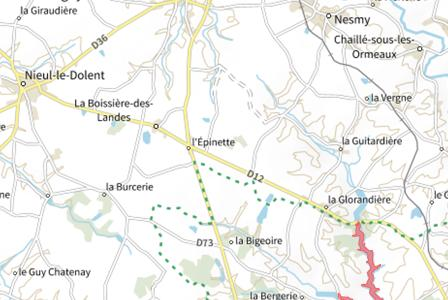 la Giraudière
Nesmy
D36
Chaillé-sous-les-
Ormeaux
Nieul-le-Dolent
la Vergne
La Boissière-des-
Landes
l'Épinette
la Guitardière
D12
la Burcerie
la Glorandière
D73
la Bigeoire
le Guy Chatenay
la Bergerie